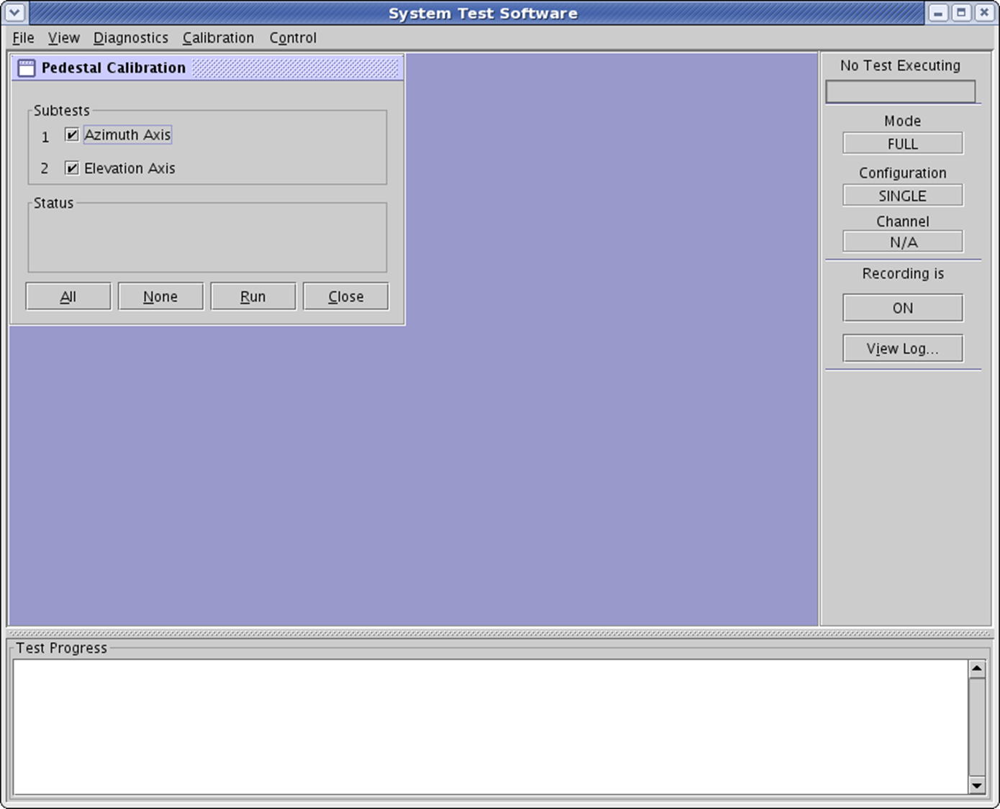 System Test Software
File View Diagnostics Calibration Control
Pedestal Calibration
Subtests
1 Azimuth Axis
2 Elevation Axis
Status
All None Run Close
No Test Executing
Mode
FULL
Configuration
SINGLE
Channel
N/A
Recording is
ON
View Log...
Test Progress